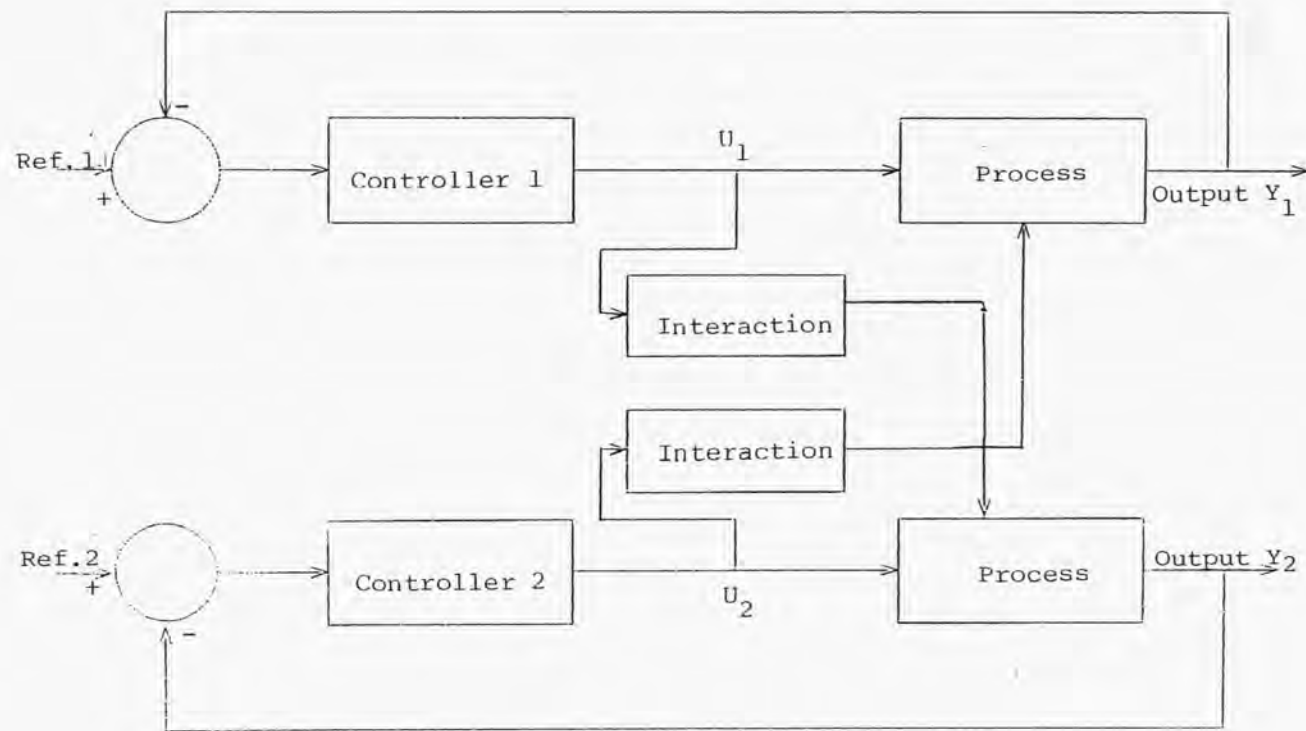 -
Ref.1
+
Controller 1
U1
Process
Output Y1
Interaction
Interaction
Ref.2
+
-
Controller 2
U2
Process
Output Y2